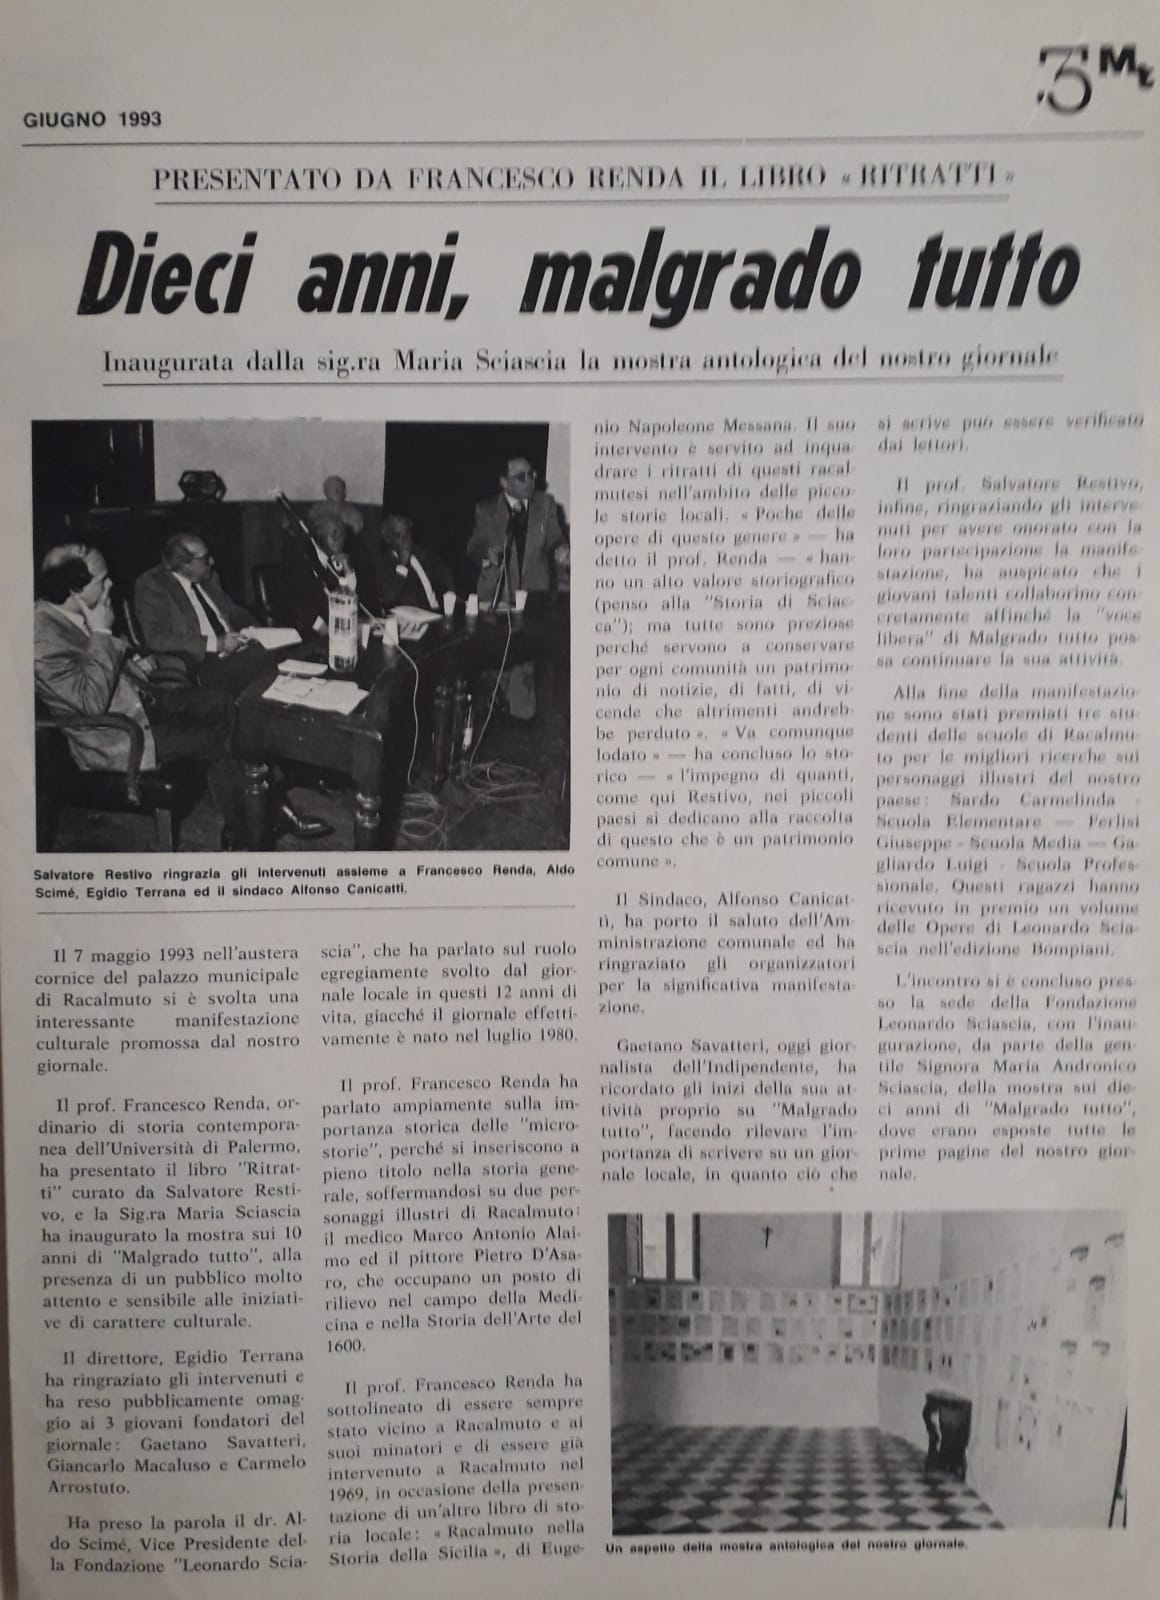 GIUGNO 1993
3 Mt
PRESENTATO DA FRANCESCO RENDA IL LIBRO « RITRATTI »
Dieci anni, malgrado tutto
Inaugurata dalla sig.ra Maria Sciascia la mostra antologica del nostro giornale
Salvatore Restivo ringrazia gli intervenuti assieme a Francesco Renda, Aldo
Scimé, Egidio Terrana ed il sindaco Alfonso Canicattì.
Il 7 maggio 1993 nell'austera
cornice del palazzo municipale
di Racalmuto si è svolta una
interessante manifestazione
culturale promossa dal nostro
giornale.
Il prof. Francesco Renda, or-
dinario di storia contempora-
nea dell'Università di Palermo,
ha presentato il libro "Ritrat-
ti" curato da Salvatore Resti-
vo, e la Sig.ra Maria Sciascia
ha inaugurato la mostra sui 10
anni di "Malgrado tutto", alla
presenza di un pubblico molto
attento e sensibile alle iniziati-
ve di carattere culturale.
Il direttore, Egidio Terrana
ha ringraziato gli intervenuti e
ha reso pubblicamente omag-
gio ai 3 giovani fondatori del
giornale: Gaetano Savatteri,
Giancarlo Macaluso e Carmelo
Arrostuto.
Ha preso la parola il dr. Al-
do Scimé, Vice Presidente del-
la Fondazione "Leonardo Scia-
scia", che ha parlato sul ruolo
egregiamente svolto dal gior-
nale locale in questi 12 anni di
vita, giacché il giornale effetti-
vamente è nato nel luglio 1980.
Il prof. Francesco Renda ha
parlato ampiamente sulla im-
portanza storica delle "micro-
storie", perché si inseriscono a
pieno titolo nella storia gene-
rale, soffermandosi su due per-
sonaggi illustri di Racalmuto:
il medico Marco Antonio Alai-
mo ed il pittore Pietro D'Asa-
ro, che occupano un posto di
rilievo nel campo della Medi-
cina e nella Storia dell'Arte del
1600.
Il prof. Francesco Renda ha
sottolineato di essere sempre
stato vicino a Racalmuto e ai
suoi minatori e di essere già
intervenuto a Racalmuto nel
1969, in occasione della presen-
tazione di un'altro libro di sto-
ria locale: « Racalmuto nella
Storia della Sicilia », di Euge-
nio Napoleone Messana. Il suo
intervento è servito ad inqua-
drare i ritratti di questi racal-
mutesi nell'ambito delle picco-
le storie locali. « Poche delle
opere di questo genere » — ha
detto il prof. Renda — « han-
no un alto valore storiografico
(penso alla "Storia di Sciac-
ca"); ma tutte sono preziose
perché servono a conservare
per ogni comunità un patrimo-
nio di notizie, di fatti, di vi-
cende che altrimenti andreb-
be perduto ». « Va comunque
lodato » — ha concluso lo sto-
rico — « l'impegno di quanti,
come qui Restivo, nei piccoli
paesi si dedicano alla raccolta
di questo che è un patrimonio
comune ».
Il Sindaco, Alfonso Canicat-
tì, ha porto il saluto dell'Am-
ministrazione comunale ed ha
ringraziato gli organizzatori
per la significativa manifesta-
zione.
Gaetano Savatteri, oggi gior-
nalista dell'Indipendente, ha
ricordato gli inizi della sua at-
tività proprio su "Malgrado
tutto", facendo rilevare l'im-
portanza di scrivere su un gior-
nale locale, in quanto ciò che
si scrive può essere verificato
dai lettori.
Il prof. Salvatore Restivo,
infine, ringraziando gli interve-
nuti per avere onorato con la
loro partecipazione la manife-
stazione, ha auspicato che i
giovani talenti collaborino con-
cretamente affinché la "voce
libera" di Malgrado tutto pos-
sa continuare la sua attività.
Alla fine della manifestazio-
ne sono stati premiati tre stu-
denti delle scuole di Racalmu-
to per le migliori ricerche sui
personaggi illustri del nostro
paese: Sardo Carmelinda -
Scuola Elementare — Ferlisi
Giuseppe - Scuola Media — Ga-
gliardo Luigi - Scuola Profes-
sionale. Questi ragazzi hanno
ricevuto in premio un volume
delle Opere di Leonardo Scia-
scia nell'edizione Bompiani.
L'incontro si è concluso pres-
so la sede della Fondazione
Leonardo Sciascia, con l'inau-
gurazione, da parte della gen-
tile Signora Maria Andronico
Sciascia, della mostra sui die-
ci anni di "Malgrado tutto",
dove erano esposte tutte le
prime pagine del nostro gior-
nale.
Un aspetto della mostra antologica del nostro giornale.